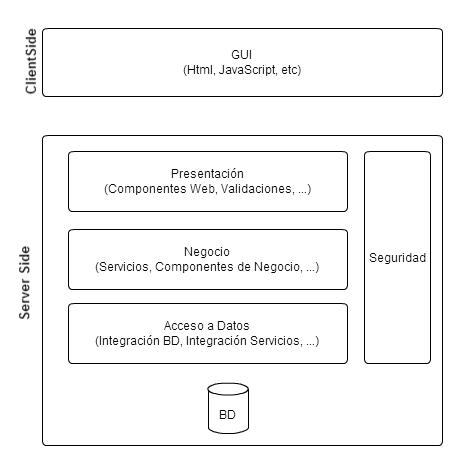 ClientSide
GUI
(Html, JavaScript, etc)
Server Side
Presentación
(Componentes Web, Validaciones, ...)
Negocio
(Servicios, Componentes de Negocio, ...)
Acceso a Datos
(Integración BD, Integración Servicios, ...)
Seguridad
BD